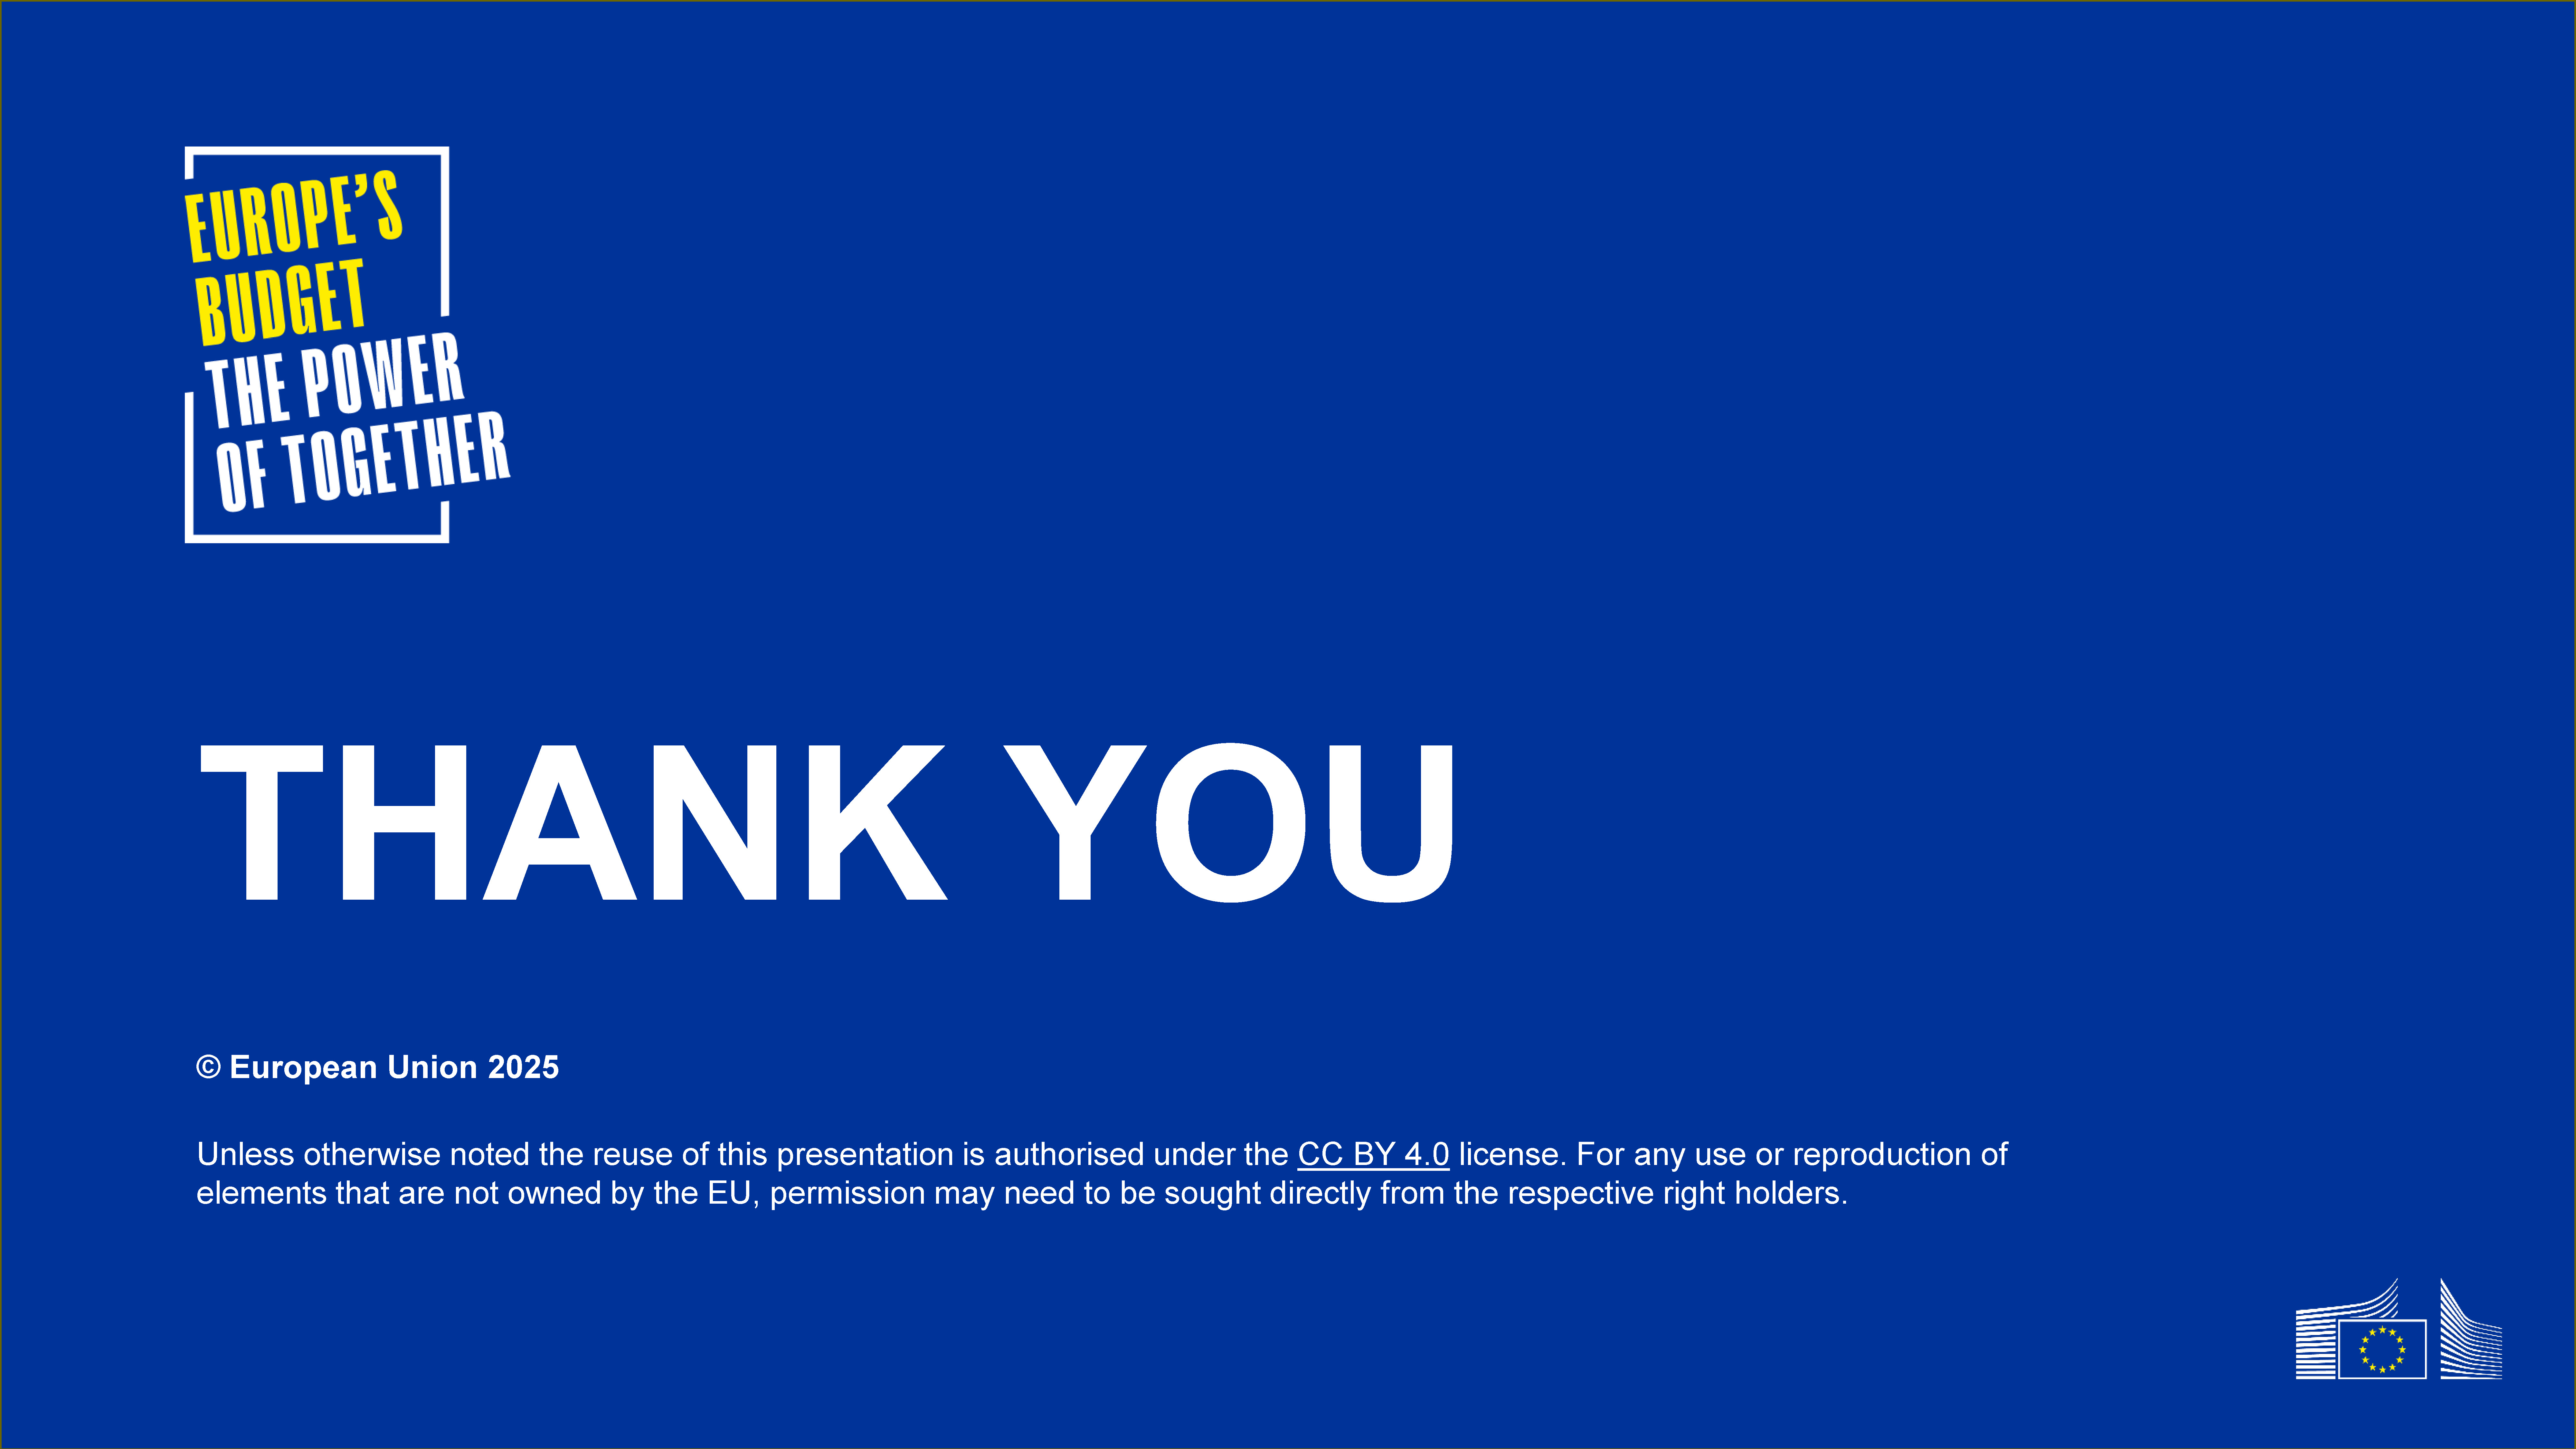 EUROPE’S
BUDGET
THE POWER
OF TOGETHER
THANK YOU
© European Union 2025
Unless otherwise noted the reuse of this presentation is authorised under the CC BY 4.0 license. For any use or reproduction of
elements that are not owned by the EU, permission may need to be sought directly from the respective right holders.